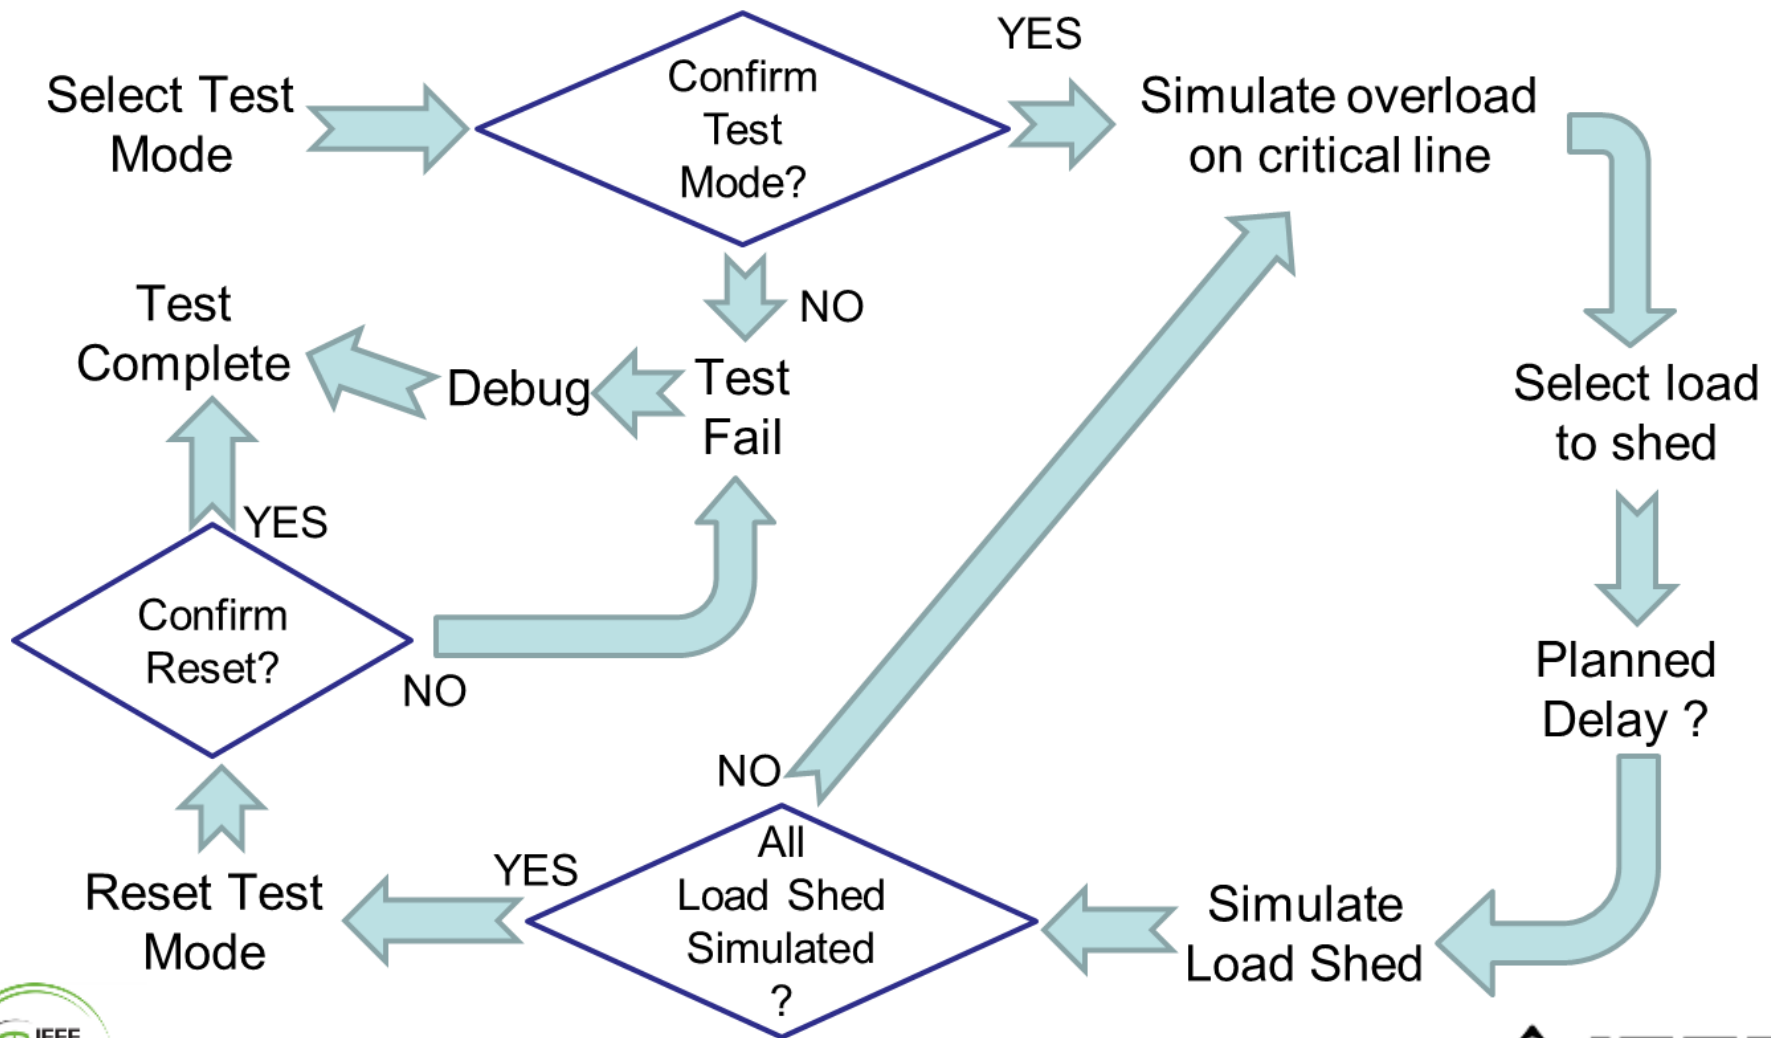 YES
Confirm
Test
Mode?
Select Test
Mode
Simulate overload
on critical line
NO
Test
Complete
Debug
Test
Fail
Select load
to shed
YES
Confirm
Reset?
NO
Planned
Delay ?
NO
All
Load Shed
Simulated
?
YES
Reset Test
Mode
Simulate
Load Shed
IEEE